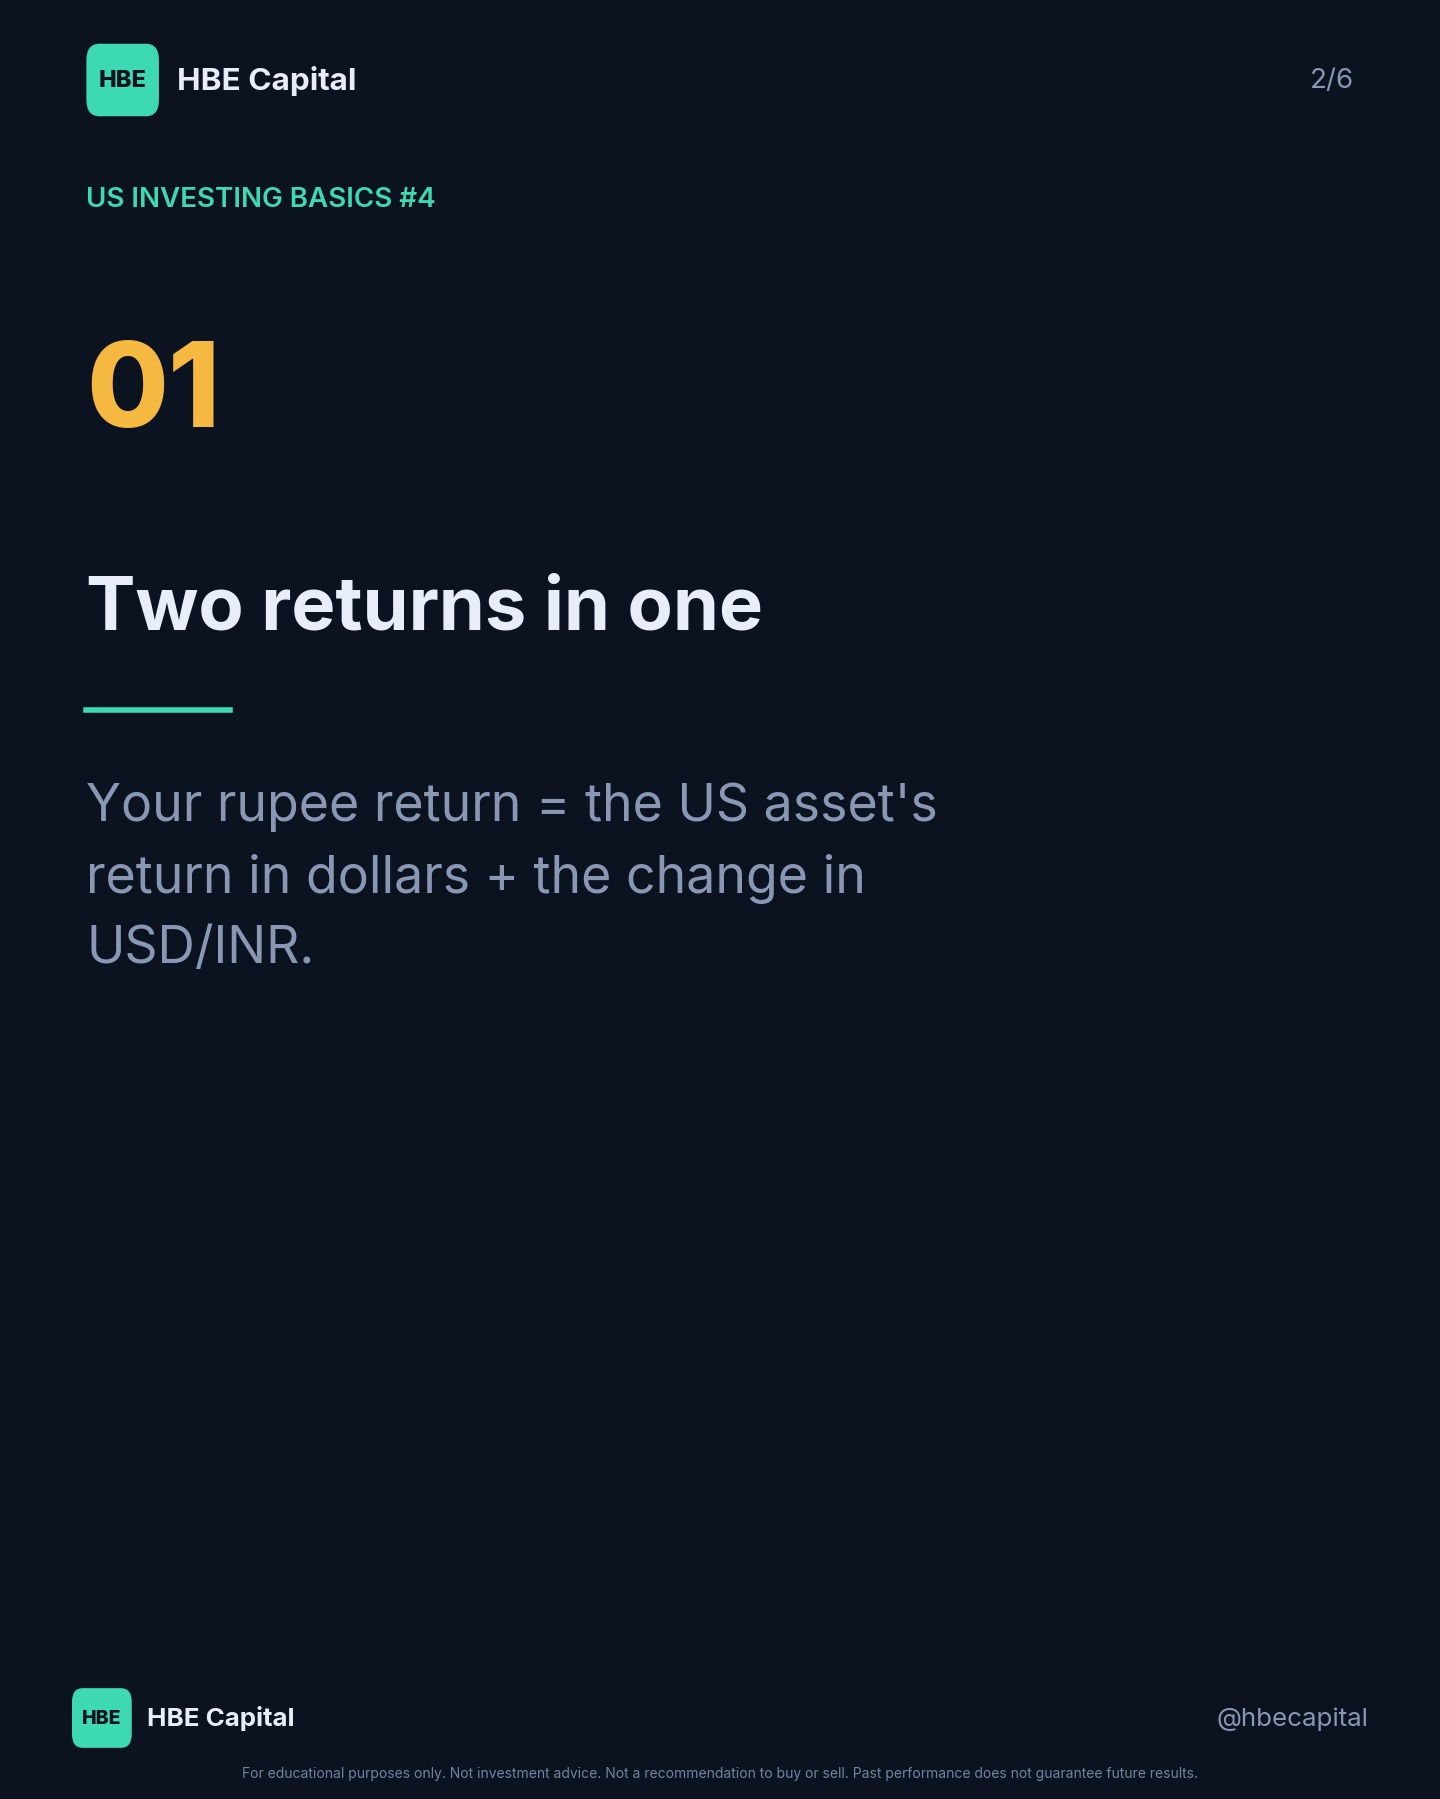 HBE
HBE Capital
2/6
US INVESTING BASICS #4
01
Two returns in one
Your rupee return = the US asset's
return in dollars + the change in
USD/INR.
HBE
HBE Capital
@hbecapital
For educational purposes only. Not investment advice. Not a recommendation to buy or sell. Past performance does not guarantee future results.